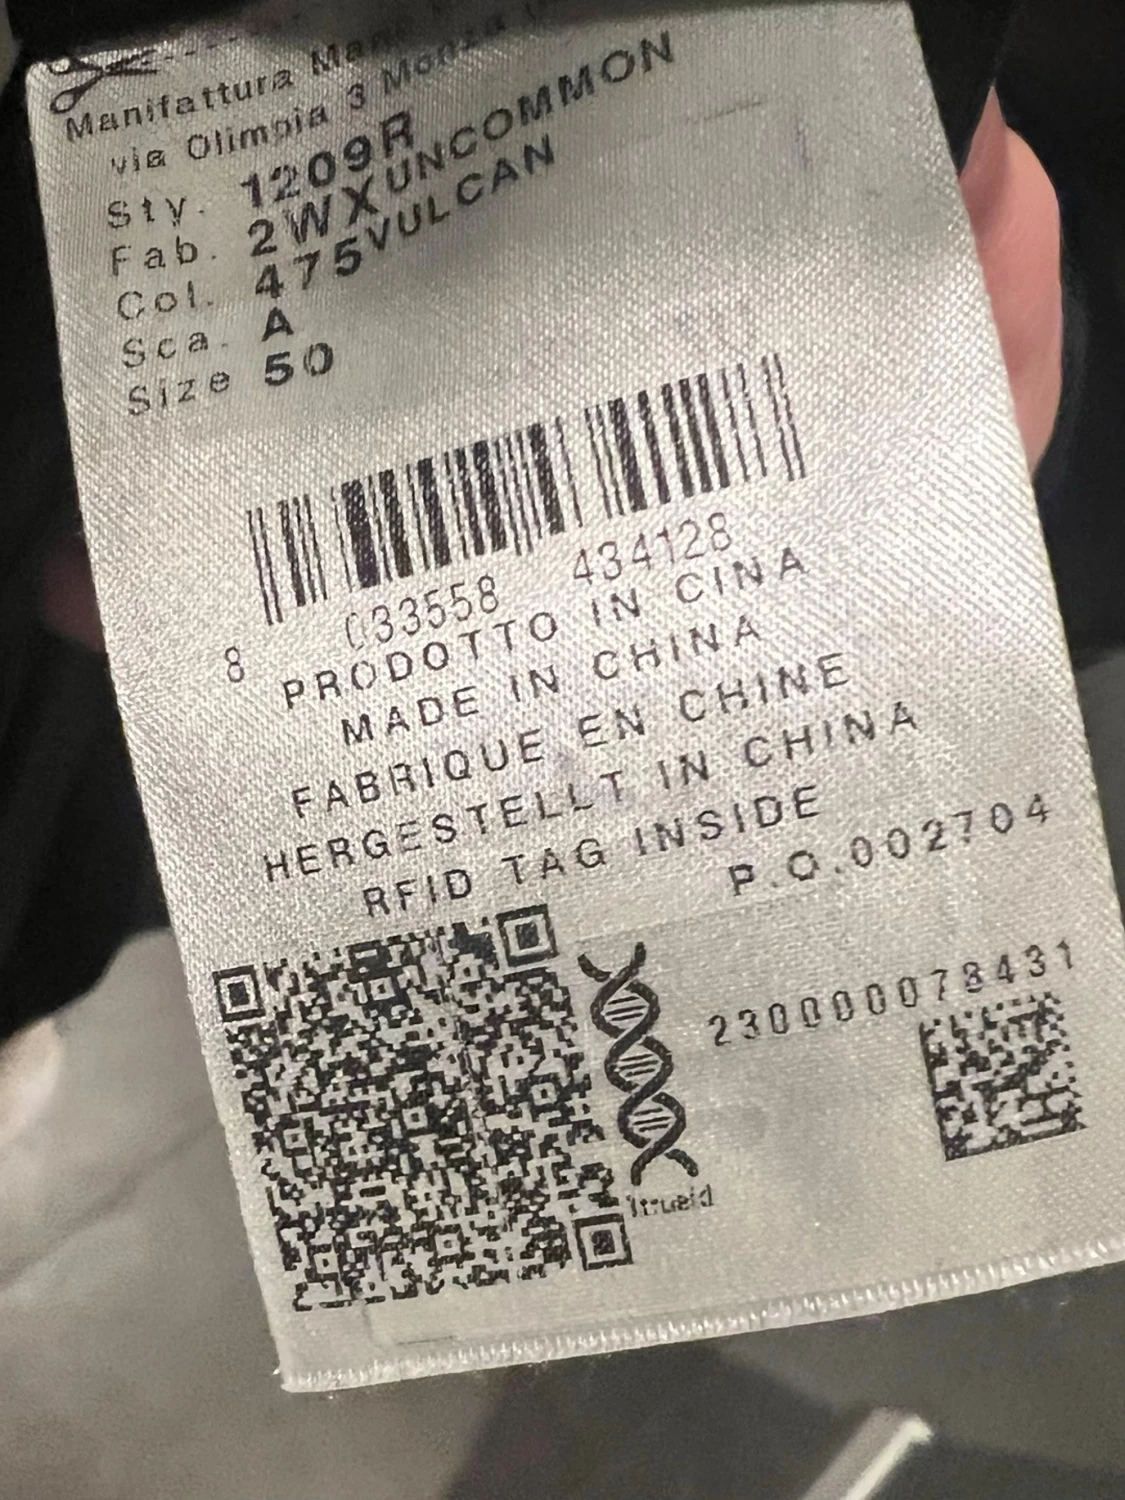 Manifattura
via Olimpia 3 Monza
Sty. 1209R
Fab. 2WXUNCOMMON
Col. 475VULCAN
Sca. A
Size 50
8 033558 434128
PRODOTTO IN CINA
MADE IN CHINA
FABRIQUE EN CHINE
HERGESTELLT IN CHINA
RFID TAG INSIDE
P.O.002704
230000078431
1trueid